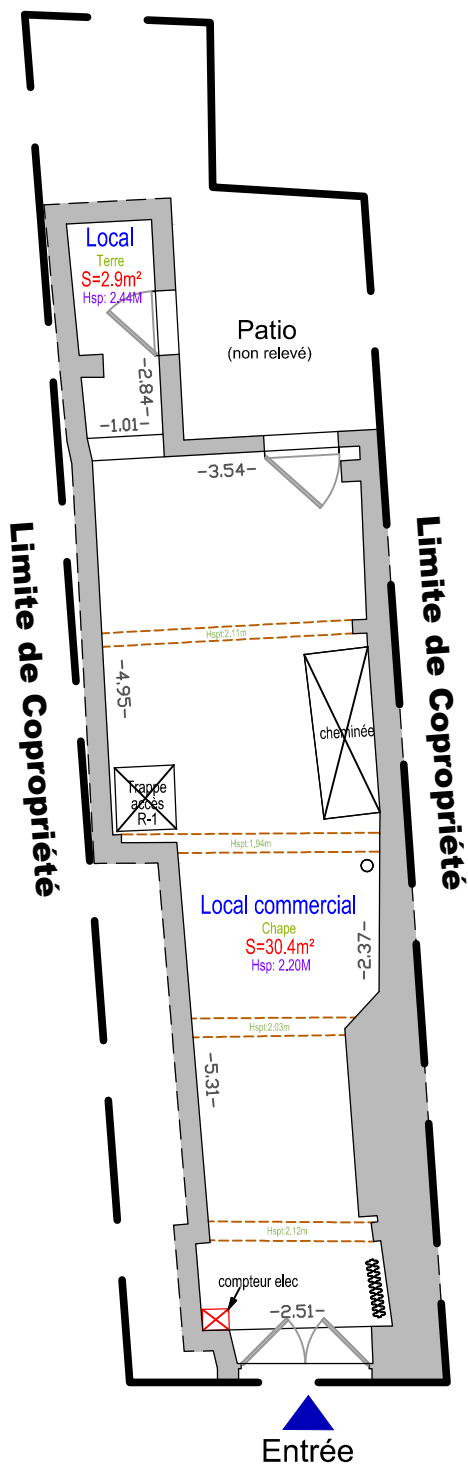 Local
Terre
S=2.9m²
Hsp: 2.44M
-2.84-
-1.01-
Patio
(non relevé)
-3.54-
Limite de Copropriété
Limite de Copropriété
Hspt:2.11m
-4.95-
cheminée
Trappe
accès
R-1
Hspt:1.94m
Local commercial
Chape
S=30.4m²
Hsp: 2.20M
-2.37-
Hspt:2.03m
-5.31-
Hspt:2.12m
compteur elec
-2.51-
Entrée